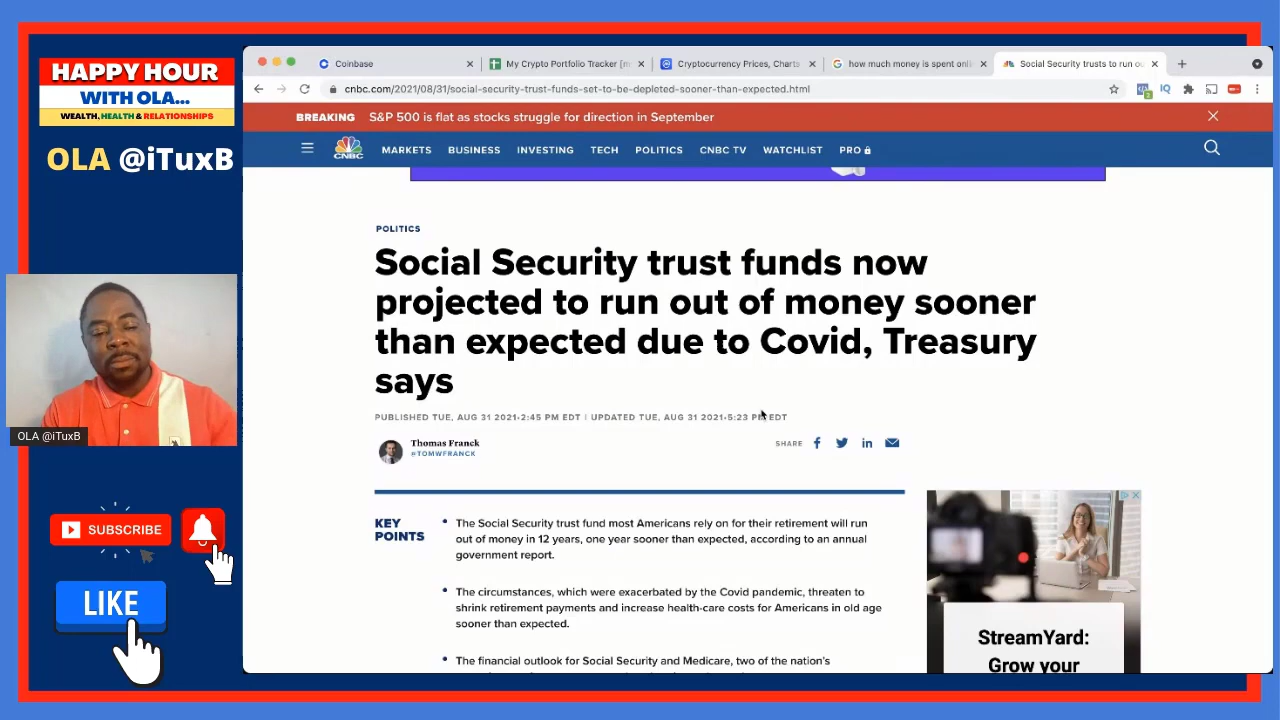 HAPPY HOUR
WITH OLA...
WEALTH, HEALTH & RELATIONSHIPS
OLA @iTuxB
OLA @iTuxB
SUBSCRIBE
LIKE
Coinbase
My Crypto Portfolio Tracker [m
Cryptocurrency Prices, Charts
how much money is spent onli
Social Security trusts to run ou
cnbc.com/2021/08/31/social-security-trust-funds-set-to-be-depleted-sooner-than-expected.html
BREAKING S&P 500 is flat as stocks struggle for direction in September
CNBC
MARKETS BUSINESS INVESTING TECH POLITICS CNBC TV WATCHLIST PRO
POLITICS
Social Security trust funds now
projected to run out of money sooner
than expected due to Covid, Treasury
says
PUBLISHED TUE, AUG 31 2021•2:45 PM EDT | UPDATED TUE, AUG 31 2021•5:23 PM EDT
Thomas Franck
@TOMWFRANCK
SHARE
KEY
POINTS
• The Social Security trust fund most Americans rely on for their retirement will run
out of money in 12 years, one year sooner than expected, according to an annual
government report.
• The circumstances, which were exacerbated by the Covid pandemic, threaten to
shrink retirement payments and increase health-care costs for Americans in old age
sooner than expected.
• The financial outlook for Social Security and Medicare, two of the nation's
StreamYard:
Grow your